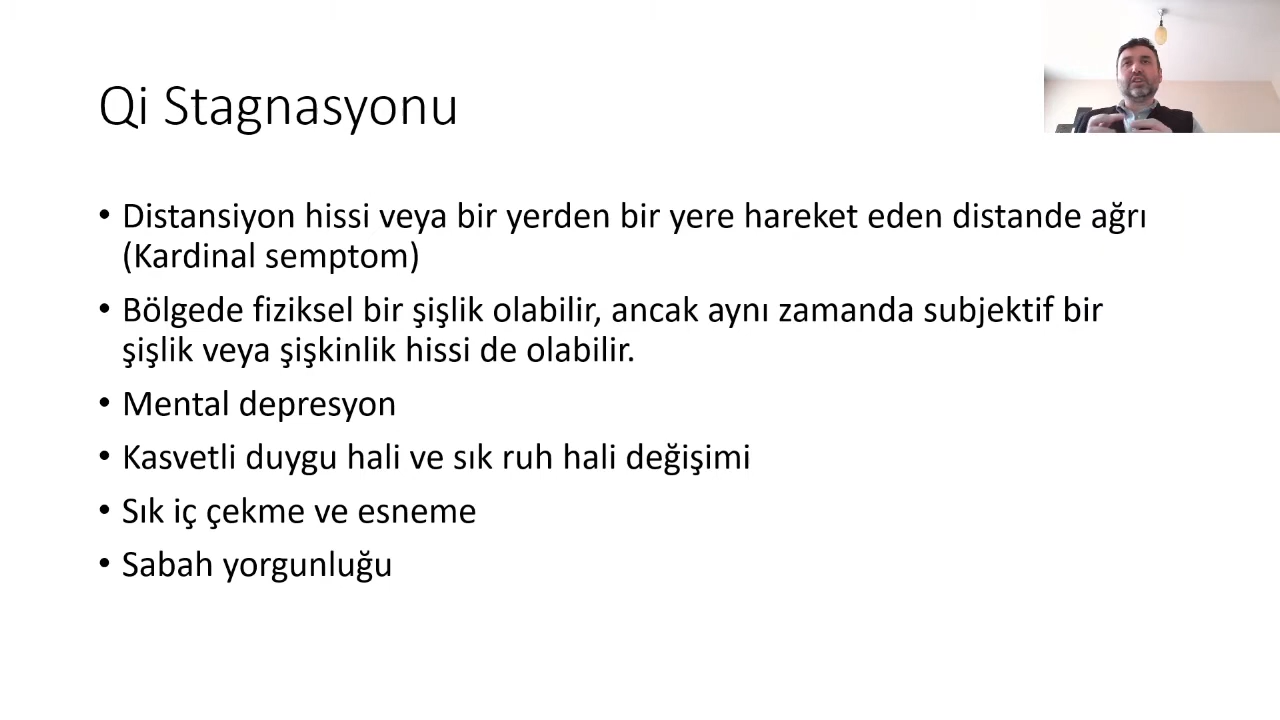 Qi Stagnasyonu
• Distansiyon hissi veya bir yerden bir yere hareket eden distande ağrı
(Kardinal semptom)
• Bölgede fiziksel bir şişlik olabilir, ancak aynı zamanda subjektif bir
şişlik veya şişkinlik hissi de olabilir.
• Mental depresyon
• Kasvetli duygu hali ve sık ruh hali değişimi
• Sık iç çekme ve esneme
• Sabah yorgunluğu